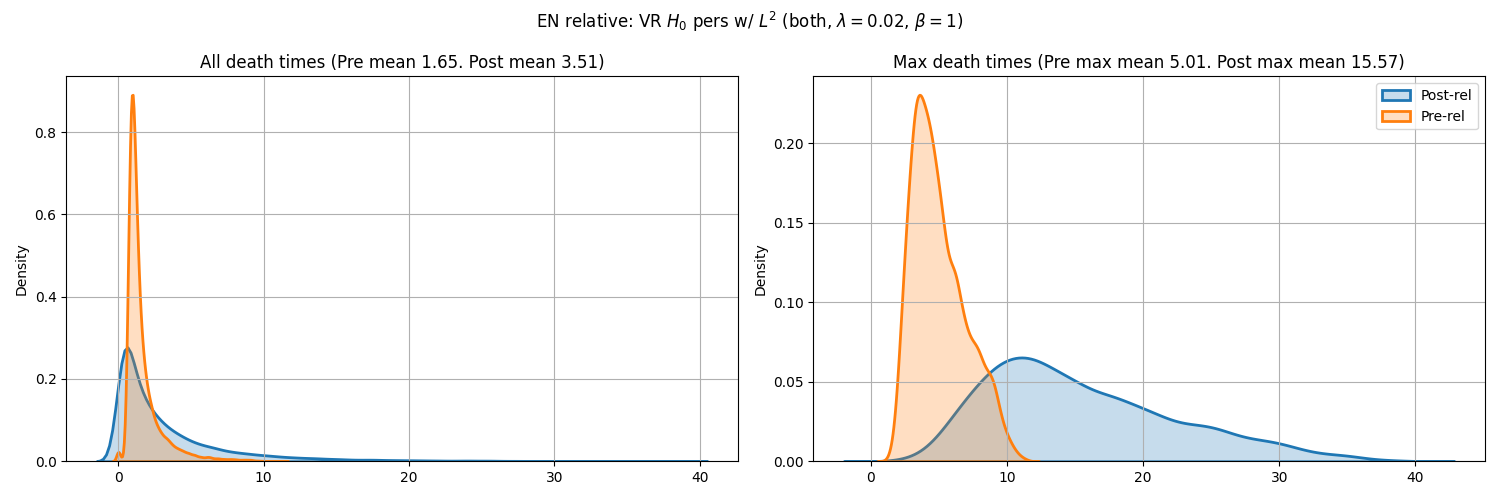 EN relative: VR $H_0$ pers w/ $L^2$ (both, $\lambda = 0.02$, $\beta = 1$)
All death times (Pre mean 1.65. Post mean 3.51)
Density
0.8
0.6
0.4
0.2
0.0
0 10 20 30 40
Max death times (Pre max mean 5.01. Post max mean 15.57)
Post-rel
Pre-rel
Density
0.20
0.15
0.10
0.05
0.00
0 10 20 30 40